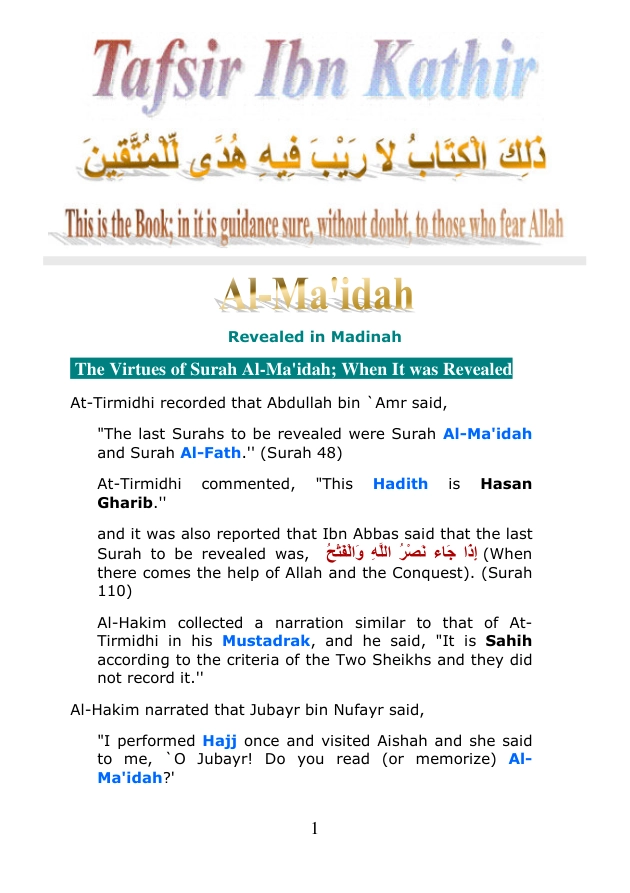 Tafsir Ibn Kathir
ذَلِكَ الْكِتَابُ لاَ رَيْبَ فِيهِ هُدًى لِّلْمُتَّقِينَ
This is the Book; in it is guidance sure, without doubt, to those who fear Allah
Al-Ma'idah
Revealed in Madinah
The Virtues of Surah Al-Ma'idah; When It was Revealed
At-Tirmidhi recorded that Abdullah bin `Amr said,
"The last Surahs to be revealed were Surah Al-Ma'idah
and Surah Al-Fath.'' (Surah 48)
At-Tirmidhi commented, "This Hadith is Hasan
Gharib.''
and it was also reported that Ibn Abbas said that the last
Surah to be revealed was, إِذَا جَاء نَصْرُ اللَّهِ وَالْفَتْحُ (When
there comes the help of Allah and the Conquest). (Surah
110)
Al-Hakim collected a narration similar to that of At-
Tirmidhi in his Mustadrak, and he said, "It is Sahih
according to the criteria of the Two Sheikhs and they did
not record it.''
Al-Hakim narrated that Jubayr bin Nufayr said,
"I performed Hajj once and visited Aishah and she said
to me, `O Jubayr! Do you read (or memorize) Al-
Ma'idah?'
1